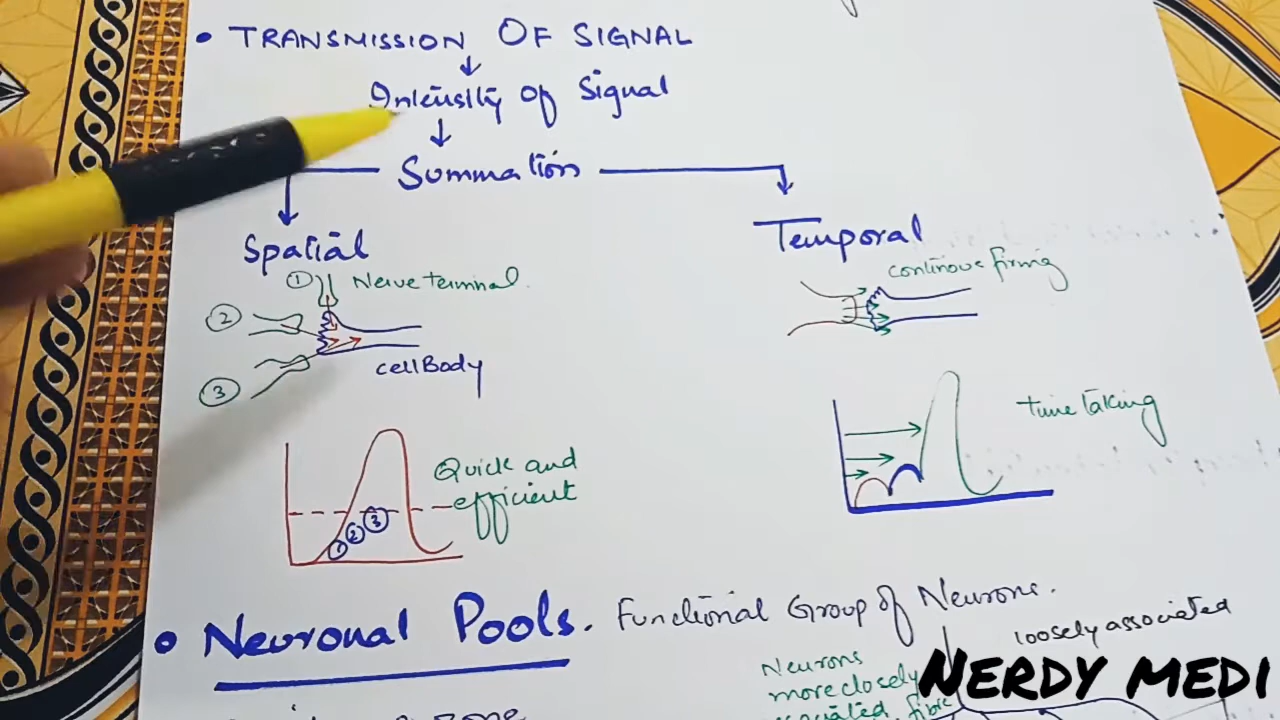 • TRANSMISSION OF SIGNAL
Intensity of Signal
Summation
Spatial
Temporal
① Nerve terminal
continous firing
②
cellBody
③
time taking
Quick and
efficient
① ② ③
• Neuronal Pools. Functional Group of Neurons.
loosely associated
Neurons
more closely
fibre
zone
NERDY MEDI